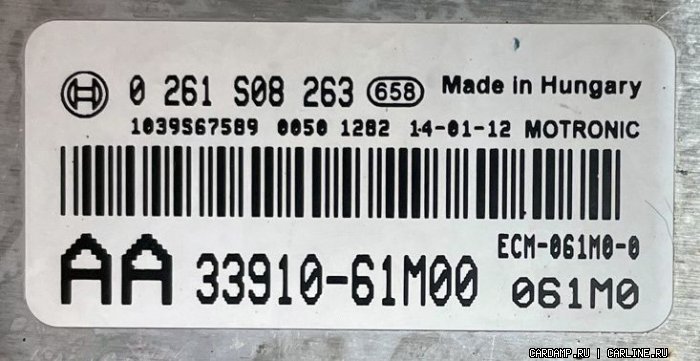 0 261 S08 263 658 Made in Hungary
1039S67589 0050 1282 14-01-12 MOTRONIC
ECM-061M0-0
AA 33910-61M00 061M0
CARDAMP.RU | CARLINE.RU